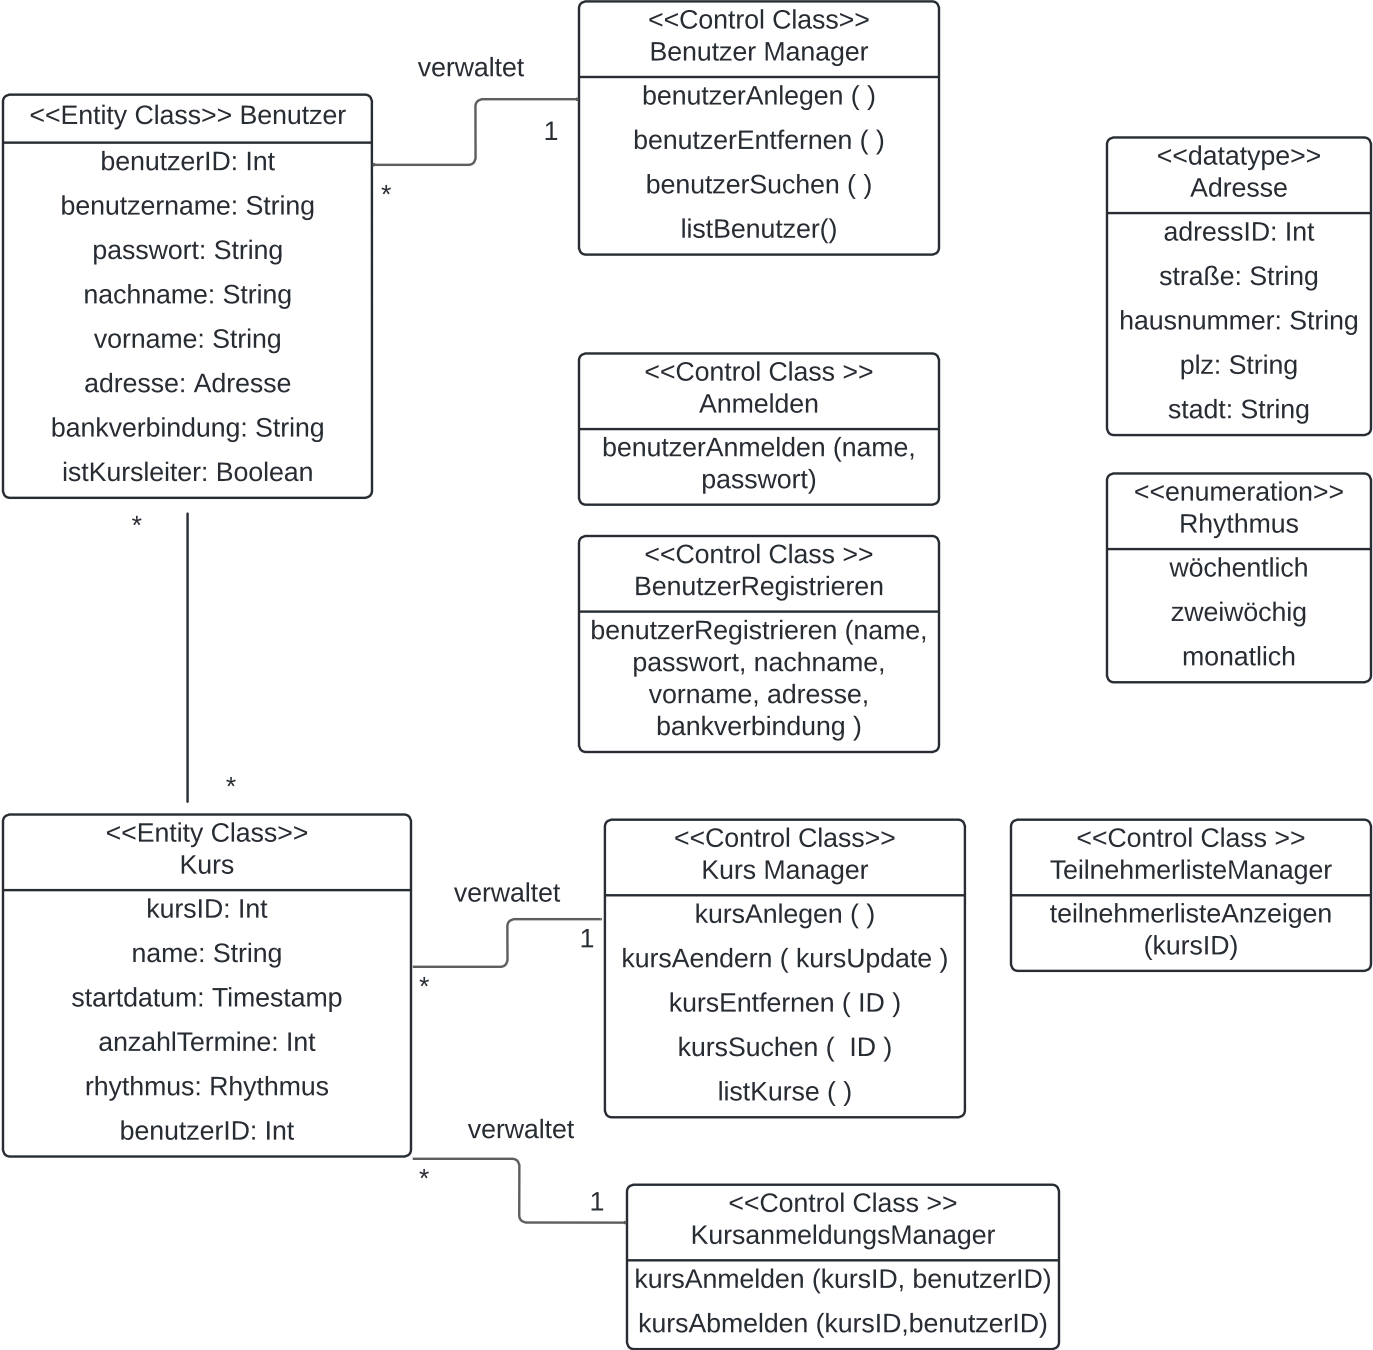 <<Control Class>>
Benutzer Manager
benutzerAnlegen ( )
benutzerEntfernen ( )
benutzerSuchen ( )
listBenutzer()
verwaltet
1
*
<<Entity Class>> Benutzer
benutzerID: Int
benutzername: String
passwort: String
nachname: String
vorname: String
adresse: Adresse
bankverbindung: String
istKursleiter: Boolean
<<datatype>>
Adresse
adressID: Int
straße: String
hausnummer: String
plz: String
stadt: String
<<Control Class >>
Anmelden
benutzerAnmelden (name,
passwort)
<<enumeration>>
Rhythmus
wöchentlich
zweiwöchig
monatlich
<<Control Class >>
BenutzerRegistrieren
benutzerRegistrieren (name,
passwort, nachname,
vorname, adresse,
bankverbindung )
*
*
<<Entity Class>>
Kurs
kursID: Int
name: String
startdatum: Timestamp
anzahlTermine: Int
rhythmus: Rhythmus
benutzerID: Int
verwaltet
1
*
<<Control Class>>
Kurs Manager
kursAnlegen ( )
kursAendern ( kursUpdate )
kursEntfernen ( ID )
kursSuchen (  ID )
listKurse ( )
<<Control Class >>
TeilnehmerlisteManager
teilnehmerlisteAnzeigen
(kursID)
verwaltet
*
1
<<Control Class >>
KursanmeldungsManager
kursAnmelden (kursID, benutzerID)
kursAbmelden (kursID,benutzerID)